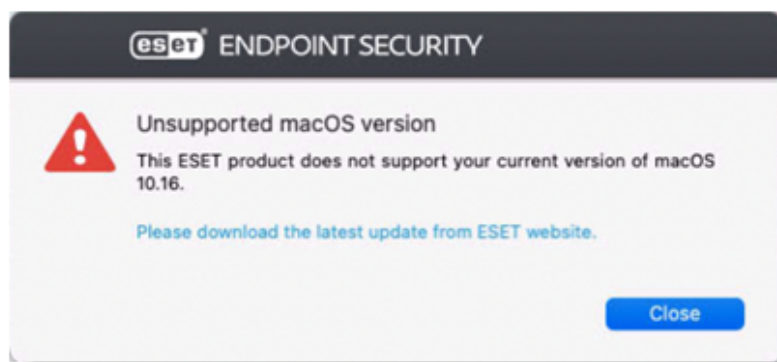 eset® ENDPOINT SECURITY
Unsupported macOS version
This ESET product does not support your current version of macOS
10.16.
Please download the latest update from ESET website.
Close